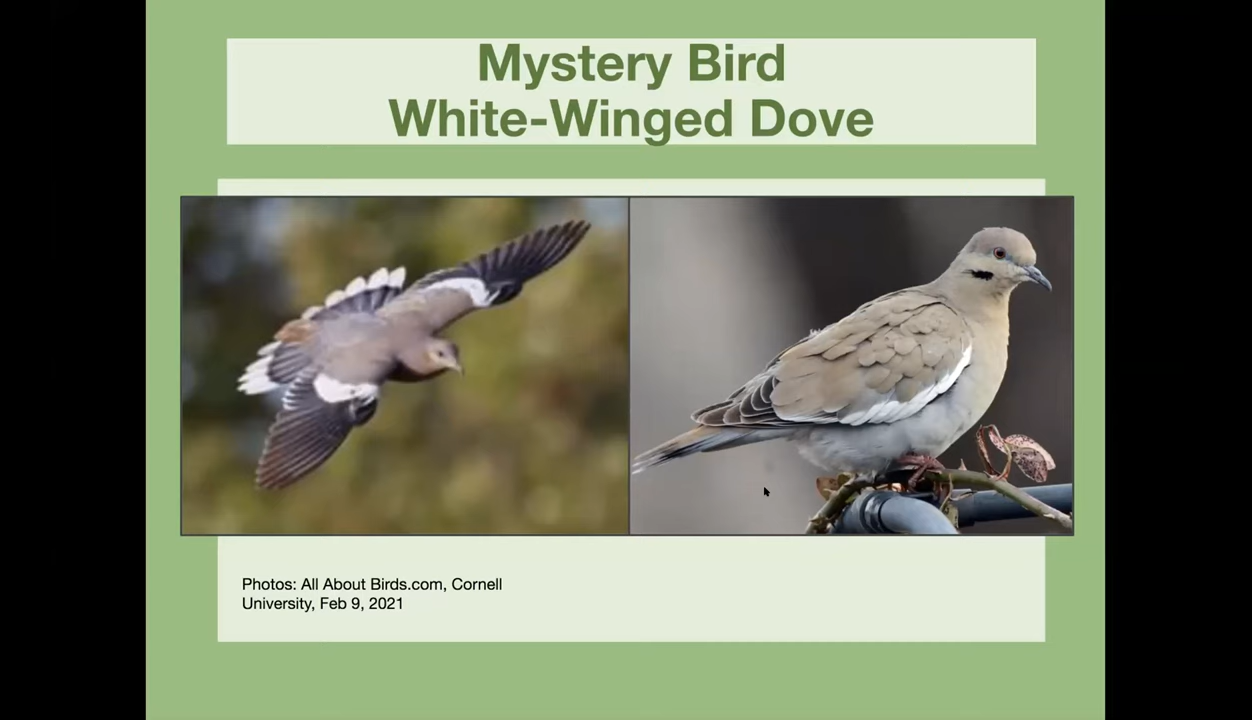 Mystery Bird
White-Winged Dove
Photos: All About Birds.com, Cornell
University, Feb 9, 2021